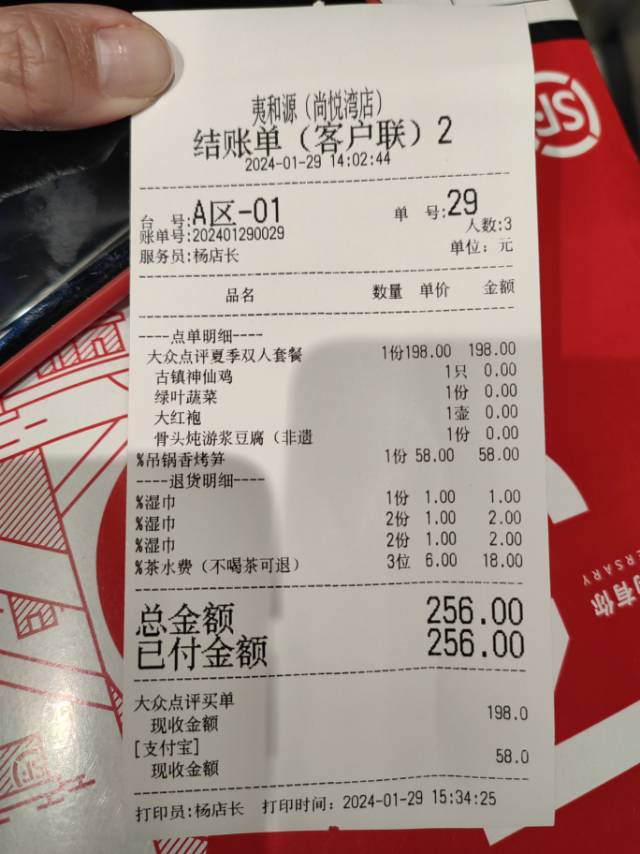 夷和源（尚悦湾店）
结账单（客户联）2
2024-01-29 14:02:44
台 号:A区-01 单 号:29
账单号:202401290029 人数:3
服务员:杨店长 单位: 元
品名 数量 单价 金额
----点单明细----
大众点评夏季双人套餐 1份198.00 198.00
古镇神仙鸡 1只 0.00
绿叶蔬菜 1份 0.00
大红袍 1壶 0.00
骨头炖游浆豆腐（非遗 1份 0.00
%吊锅香烤笋 1份 58.00 58.00
----退货明细----
%湿巾 1份 1.00 1.00
%湿巾 2份 1.00 2.00
%湿巾 2份 1.00 2.00
%茶水费（不喝茶可退） 3位 6.00 18.00
总金额 256.00
已付金额 256.00
大众点评买单
现收金额 198.0
[支付宝]
现收金额 58.0
打印员:杨店长 打印时间: 2024-01-29 15:34:25
SF
有你
ERSARY